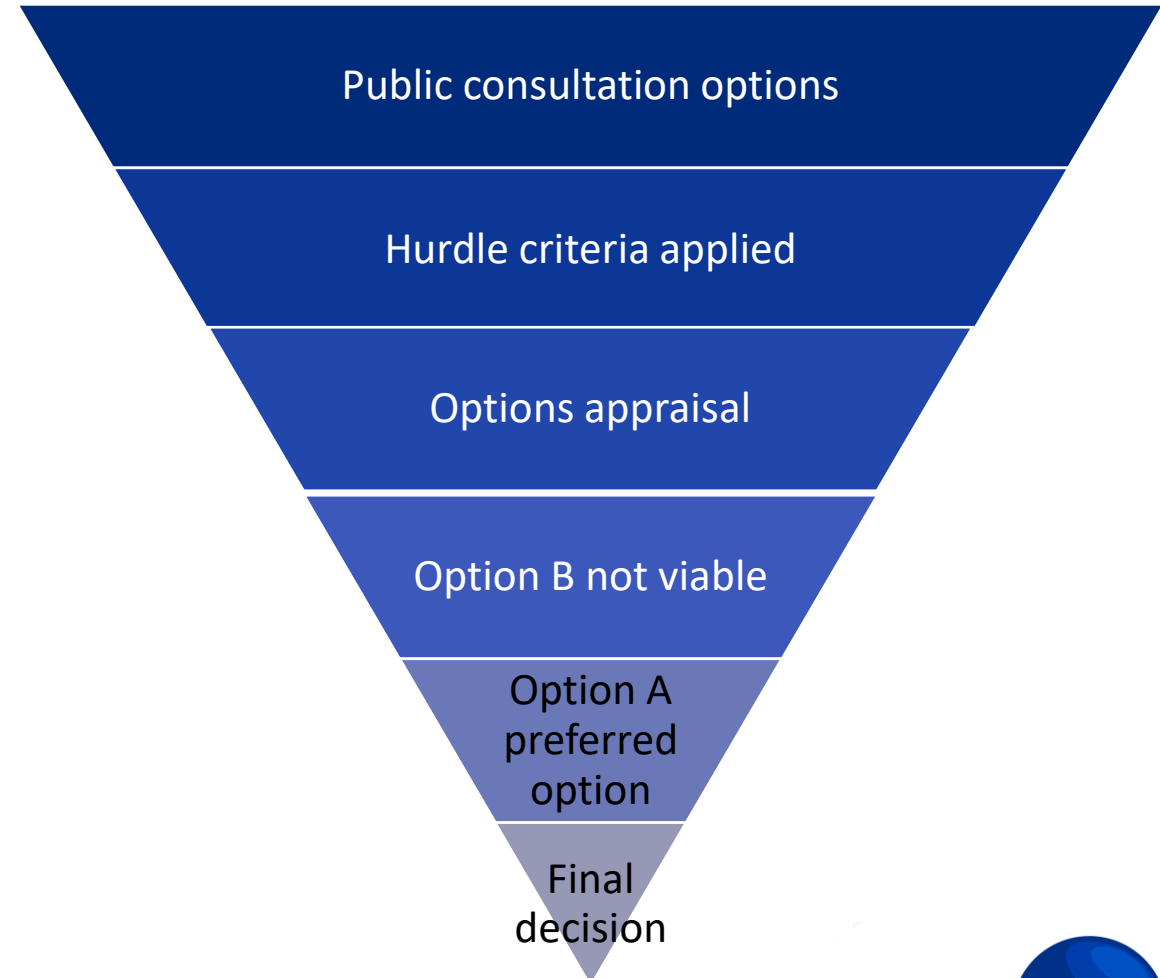 Public consultation options
Hurdle criteria applied
Options appraisal
Option B not viable
Option A
preferred
option
Final
decision